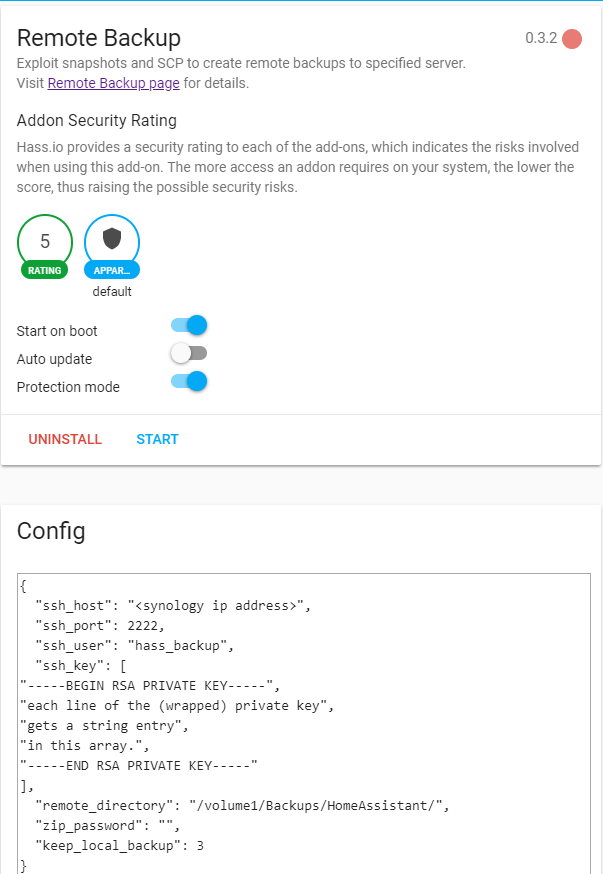 Remote Backup
0.3.2
Exploit snapshots and SCP to create remote backups to specified server.
Visit Remote Backup page for details.
Addon Security Rating
Hass.io provides a security rating to each of the add-ons, which indicates the risks involved
when using this add-on. The more access an addon requires on your system, the lower the
score, thus raising the possible security risks.
5
RATING
APPAR...
default
Start on boot
Auto update
Protection mode
UNINSTALL
START
Config
{
  "ssh_host": "<synology ip address>",
  "ssh_port": 2222,
  "ssh_user": "hass_backup",
  "ssh_key": [
"-----BEGIN RSA PRIVATE KEY-----",
"each line of the (wrapped) private key",
"gets a string entry",
"in this array.",
"-----END RSA PRIVATE KEY-----"
],
  "remote_directory": "/volume1/Backups/HomeAssistant/",
  "zip_password": "",
  "keep_local_backup": 3
}